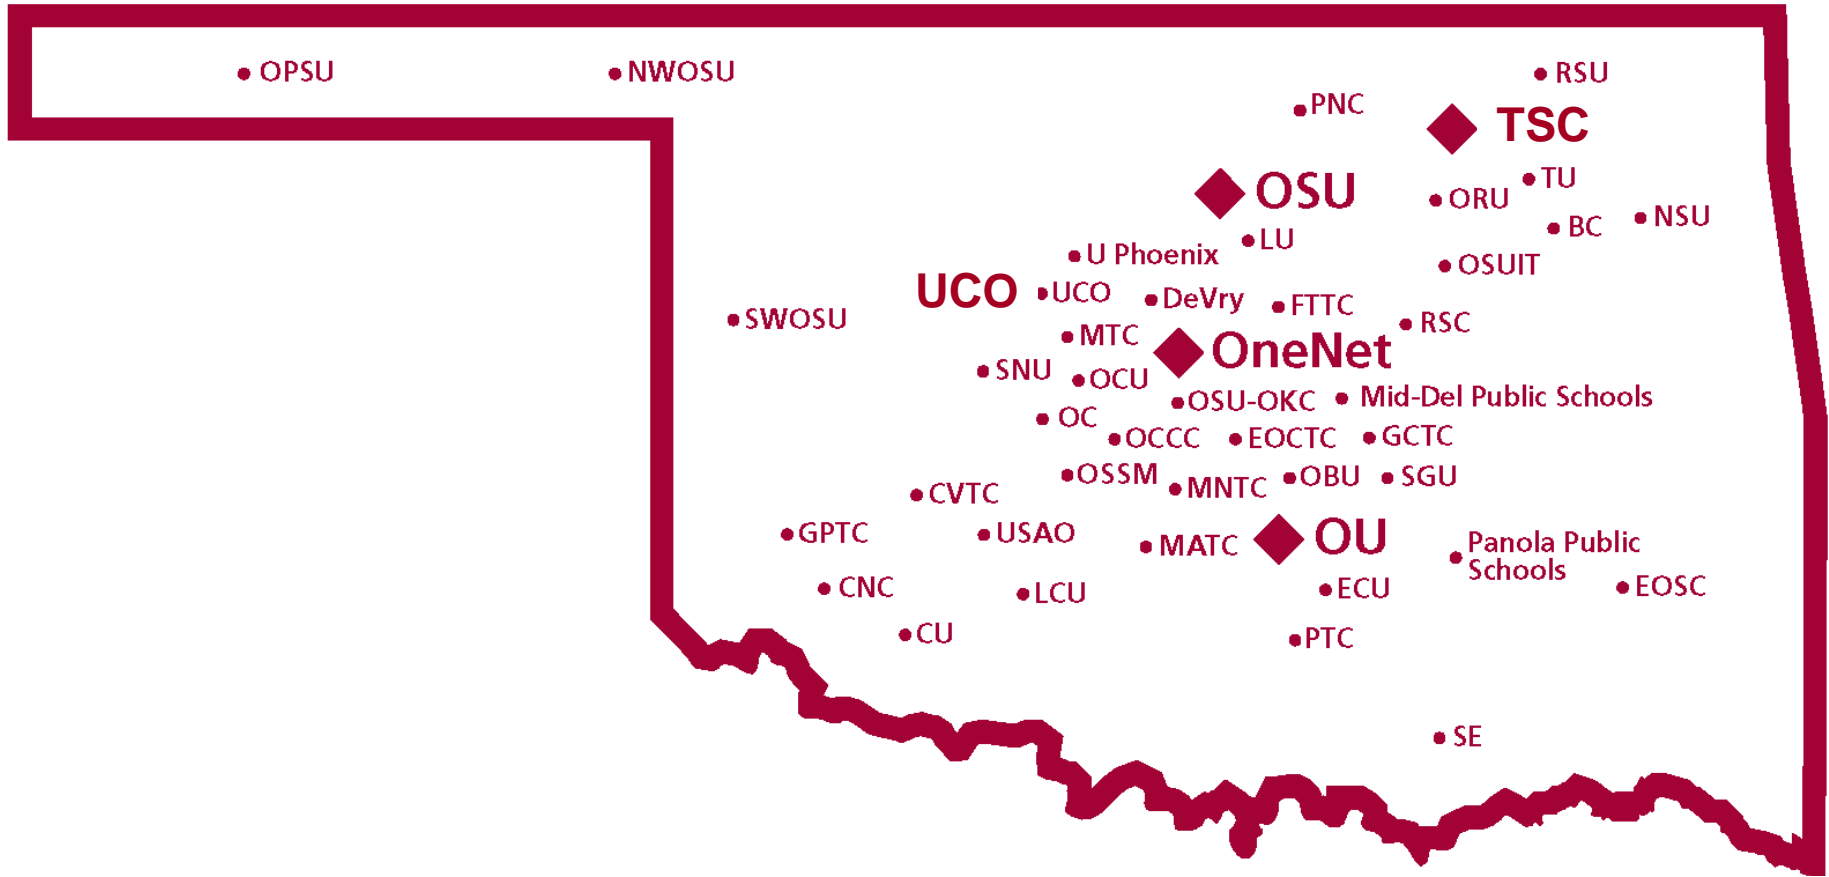 OPSU
NWOSU
RSU
PNC
TSC
TU
OSU
ORU
NSU
BC
LU
U Phoenix
OSUIT
UCO
UCO
DeVry
FTTC
SWOSU
RSC
MTC
OneNet
SNU
OCU
OSU-OKC
Mid-Del Public Schools
OC
OCCC
EOCTC
GCTC
OSSM
MNTC
OBU
SGU
CVTC
GPTC
USAO
MATC
OU
Panola Public
Schools
CNC
LCU
ECU
EOSC
CU
PTC
SE